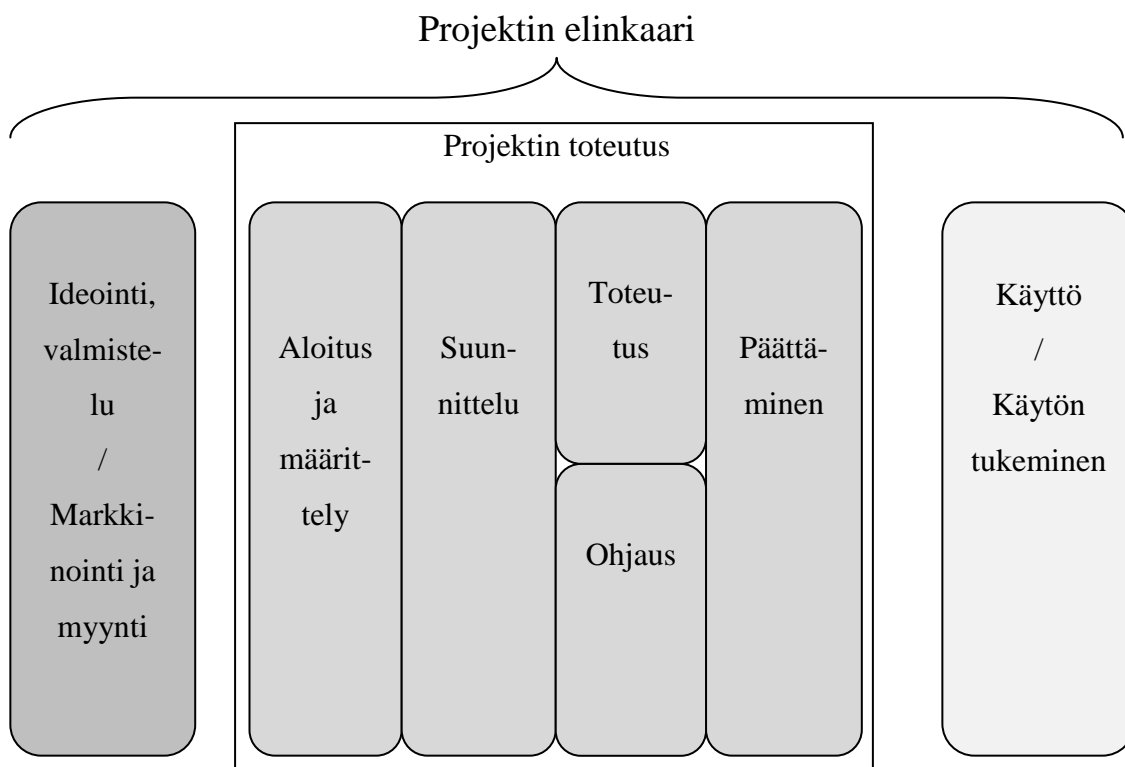 Projektin elinkaari
Projektin toteutus
Ideointi,
valmiste-
lu
/
Markki-
nointi ja
myynti
Aloitus
ja
määrit-
tely
Suun-
nittelu
Toteu-
tus
Ohjaus
Päättä-
minen
Käyttö
/
Käytön
tukeminen